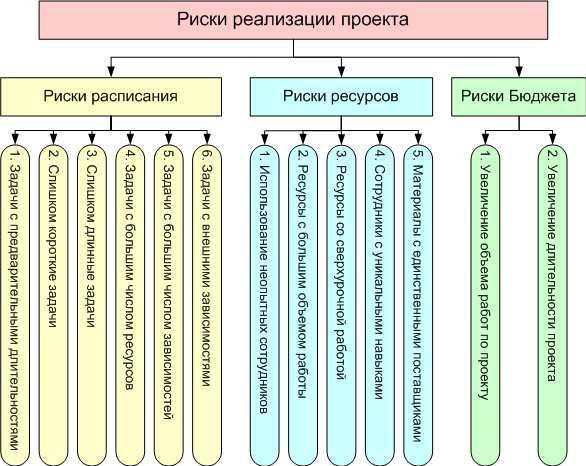 Риски реализации проекта
Риски расписания
Риски ресурсов
Риски Бюджета
1. Задачи с предварительными длительностями
2. Слишком короткие задачи
3. Слишком длинные задачи
4. Задачи с большим числом ресурсов
5. Задачи с большим числом зависимостей
6. Задачи с внешними зависимостями
1. Использование неопытных сотрудников
2. Ресурсы с большим объемом работы
3. Ресурсы со сверхурочной работой
4. Сотрудники с уникальными навыками
5. Материалы с единственными поставщиками
1. Увеличение объема работ по проекту
2. Увеличение длительности проекта